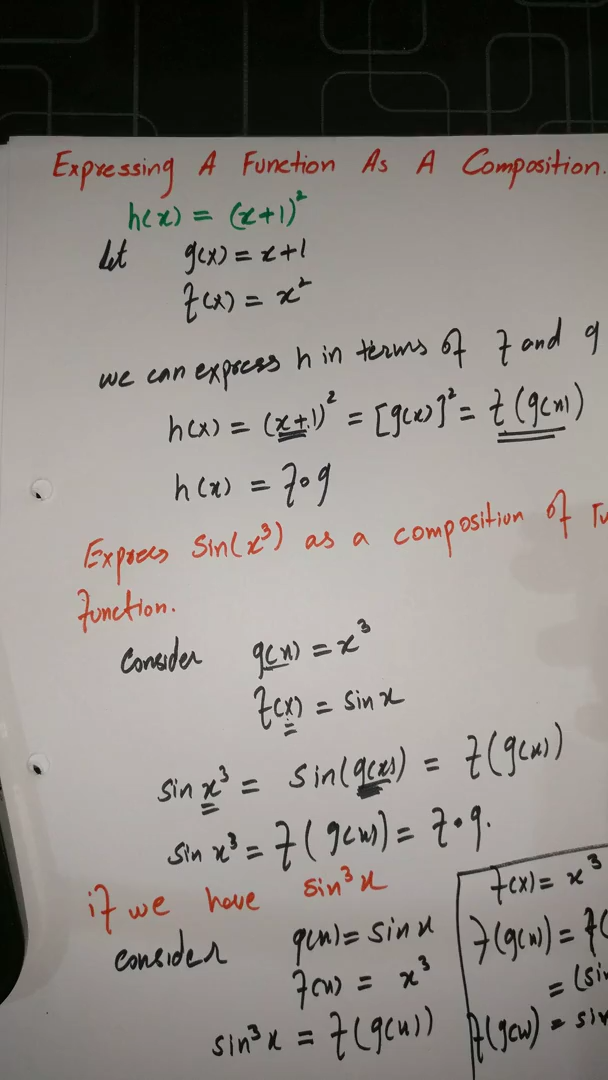 Expressing A Function As A Composition.
h(x) = (x+1)²
Let g(x) = x+1
f(x) = x²
we can express h in terms of f and g
h(x) = (x+1)² = [g(x)]² = f(g(x))
h(x) = f∘g
Express Sin(x³) as a composition of
function.
Consider g(x) = x³
f(x) = sin x
sin x³ = sin(g(x)) = f(g(x))
sin x³ = f(g(x)) = f∘g.
if we have sin³x
consider g(x) = sin x
f(x) = x³
sin³x = f(g(x))
f(x) = x³
f(g(x)) = f(
= (sin
f(g(x)) = sin